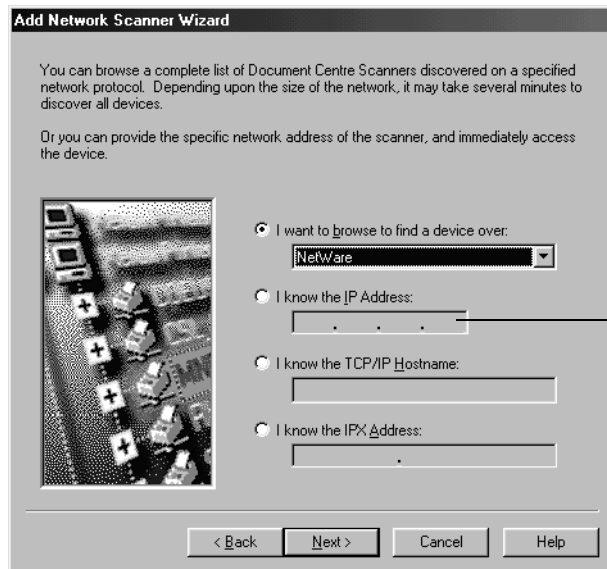 Add Network Scanner Wizard
You can browse a complete list of Document Centre Scanners discovered on a specified
network protocol.  Depending upon the size of the network, it may take several minutes to
discover all devices.
Or you can provide the specific network address of the scanner, and immediately access
the device.
I want to browse to find a device over:
NetWare
I know the IP Address:
. . .
I know the TCP/IP Hostname:
I know the IPX Address:
.
< Back Next > Cancel Help